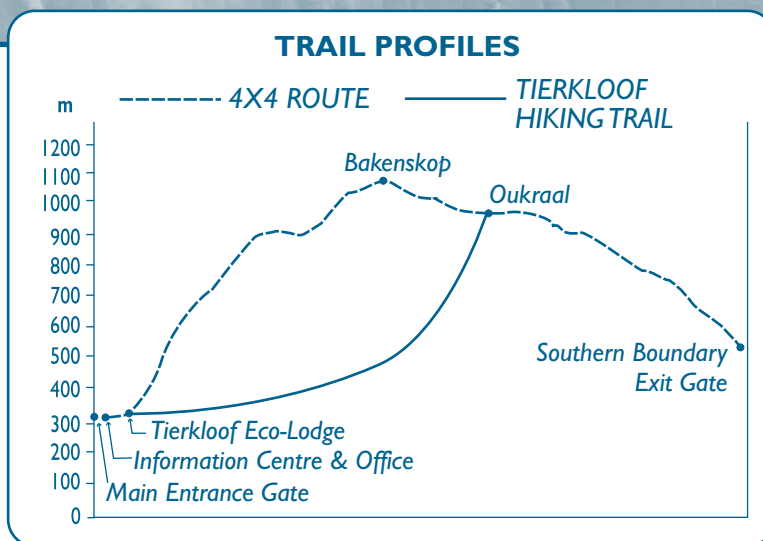 TRAIL PROFILES
m
4X4 ROUTE
TIERKLOOF
HIKING TRAIL
1200
1100
1000
900
800
700
600
500
400
300
200
100
0
Bakenskop
Oukraal
Southern Boundary
Exit Gate
Tierkloof Eco-Lodge
Information Centre & Office
Main Entrance Gate